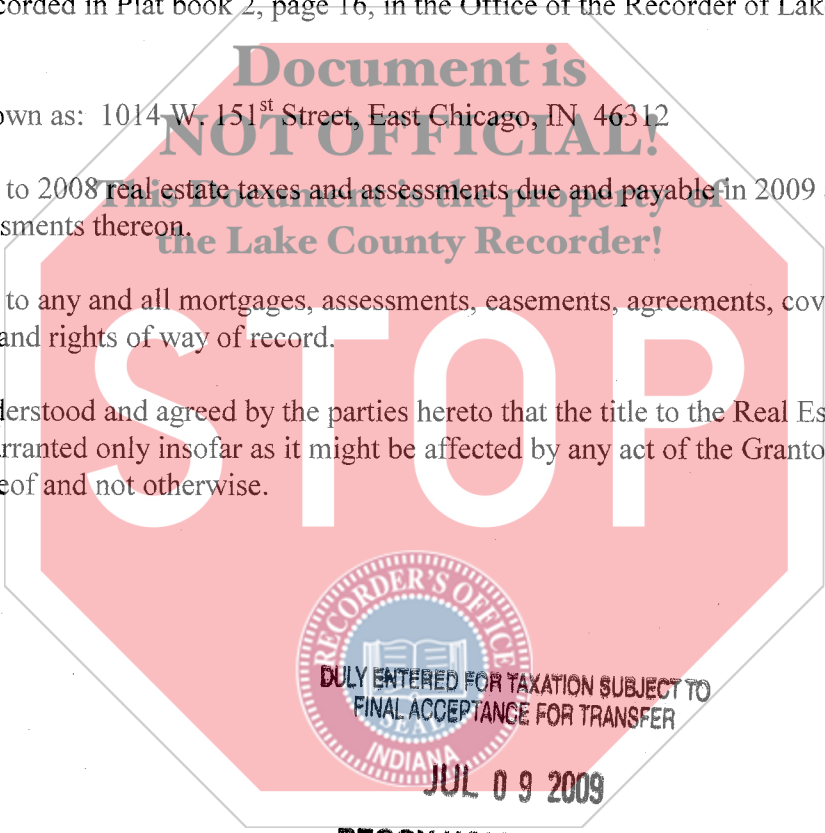 corded in Plat book 2, page 16, in the Office of the Recorder of Lak
Document is
own as: 1014 W. 151st Street, East Chicago, IN 46312
NOT OFFICIAL!
to 2008 real estate taxes and assessments due and payable in 2009
This Document is the property of
sments thereon.
the Lake County Recorder!
to any and all mortgages, assessments, easements, agreements, cov
and rights of way of record.
STOP
derstood and agreed by the parties hereto that the title to the Real Es
rranted only insofar as it might be affected by any act of the Granto
eof and not otherwise.
RECORDER'S OFFICE
SEAL
INDIANA
DULY ENTERED FOR TAXATION SUBJECT TO
FINAL ACCEPTANCE FOR TRANSFER
JUL 09 2009